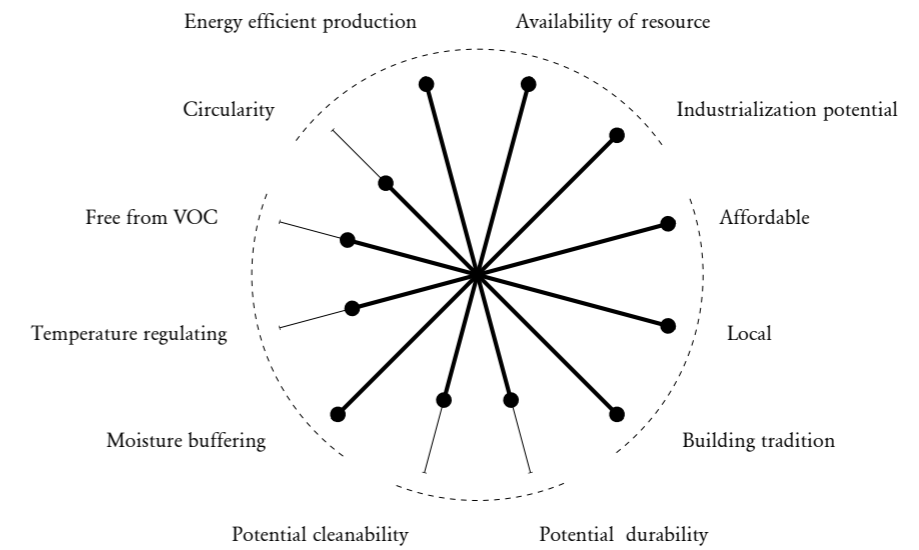 Energy efficient production
Availability of resource
Circularity
Industrialization potential
Free from VOC
Affordable
Temperature regulating
Local
Moisture buffering
Building tradition
Potential cleanability
Potential durability